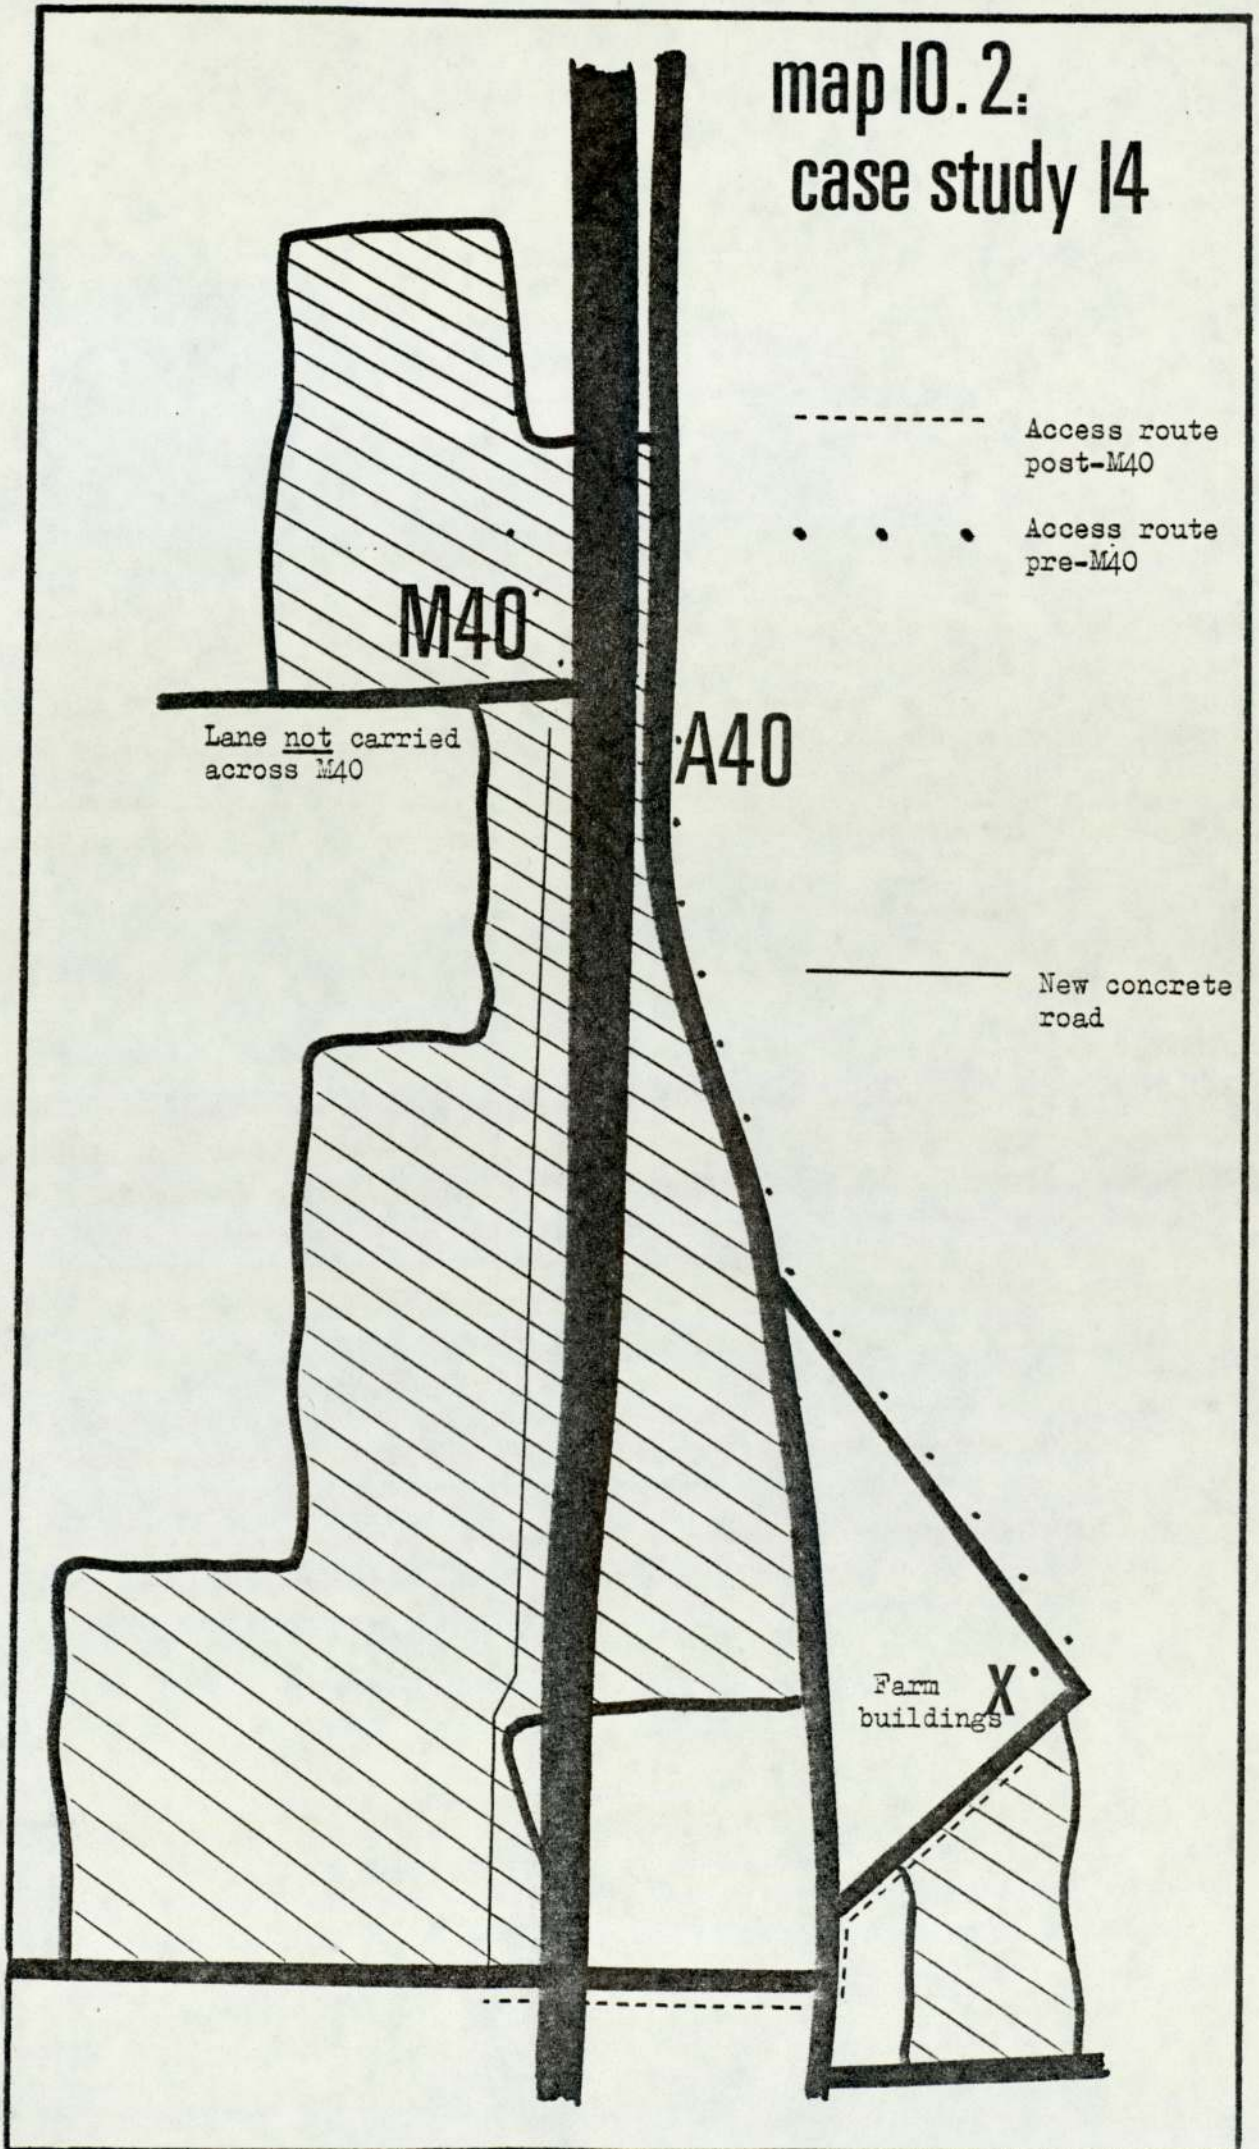 map 10.2:
case study 14
Access route
post-M40
Access route
pre-M40
M40
Lane not carried
across M40
A40
New concrete
road
Farm
buildings
X